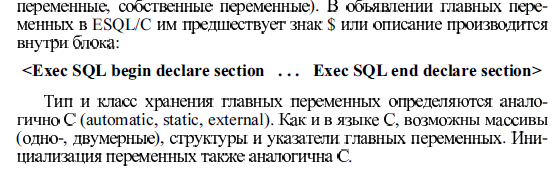 переменные, собственные переменные). В объявлении главных пере-
менных в ESQL/C им предшествует знак $ или описание производится
внутри блока:
<Exec SQL begin declare section ... Exec SQL end declare section>
Тип и класс хранения главных переменных определяются анало-
гично С (automatic, static, external). Как и в языке С, возможны массивы
(одно-, двумерные), структуры и указатели главных переменных. Ини-
циализация переменных также аналогична С.